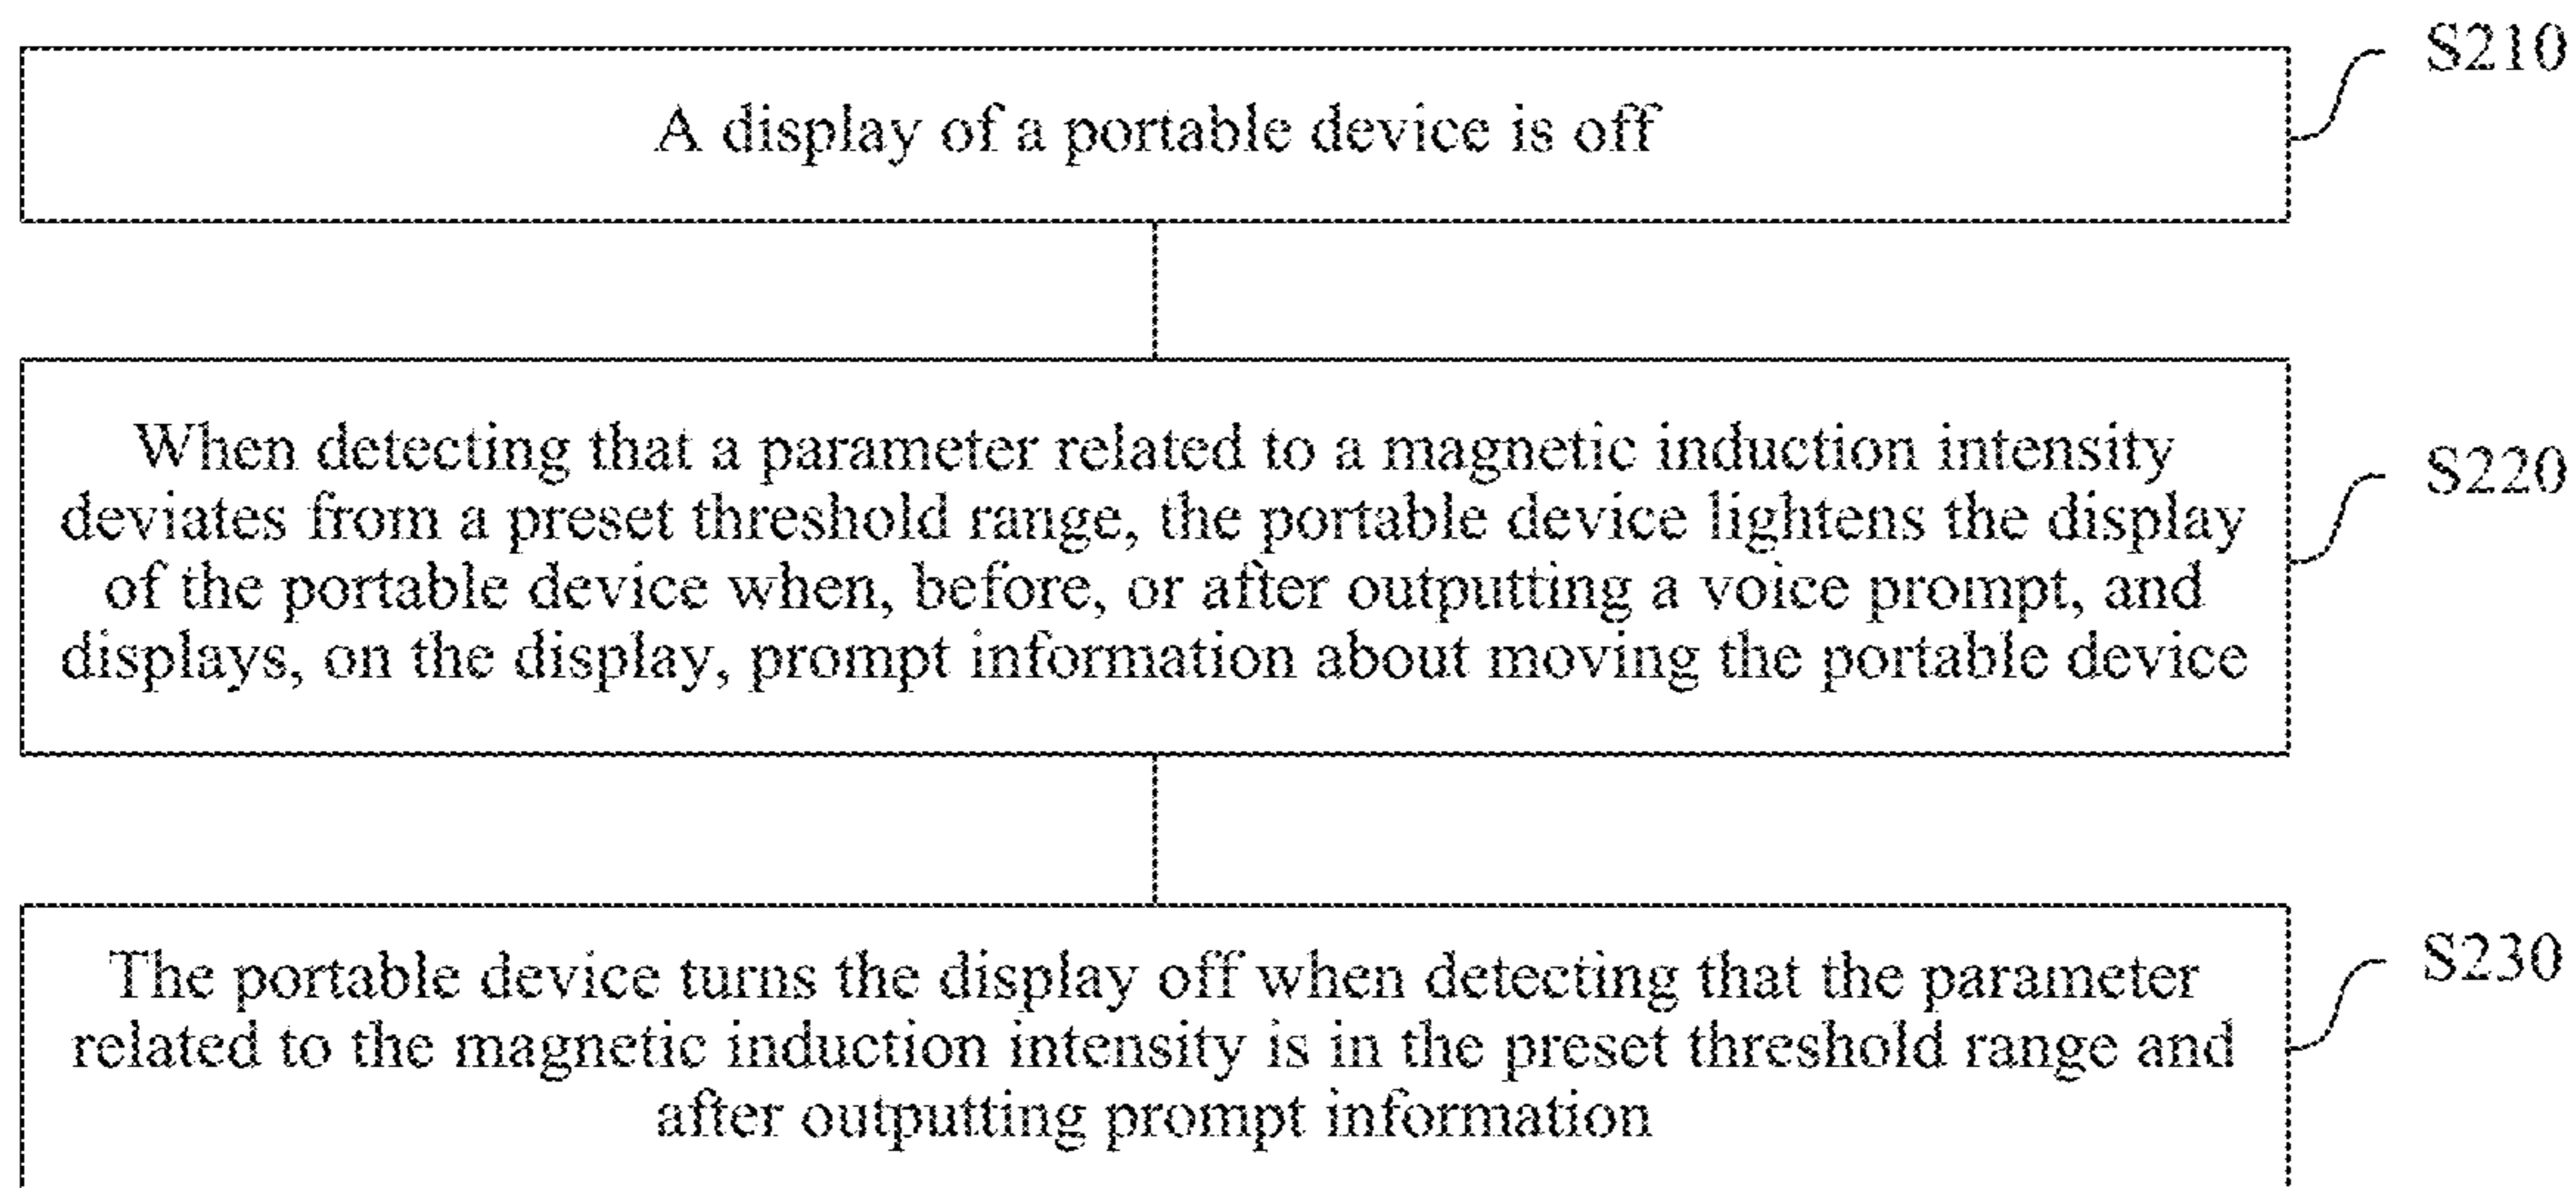 S210
A display of a portable device is off
When detecting that a parameter related to a magnetic induction intensity
deviates from a preset threshold range, the portable device lightens the display
S220
of the portable device when, before, or after outputting a voice prompt, and
displays, on the display, prompt information about moving the portable device
The portable device turns the display off when detecting that the parameter
S230
related to the magnetic induction intensity is in the preset threshold range and
after outputting prompt information